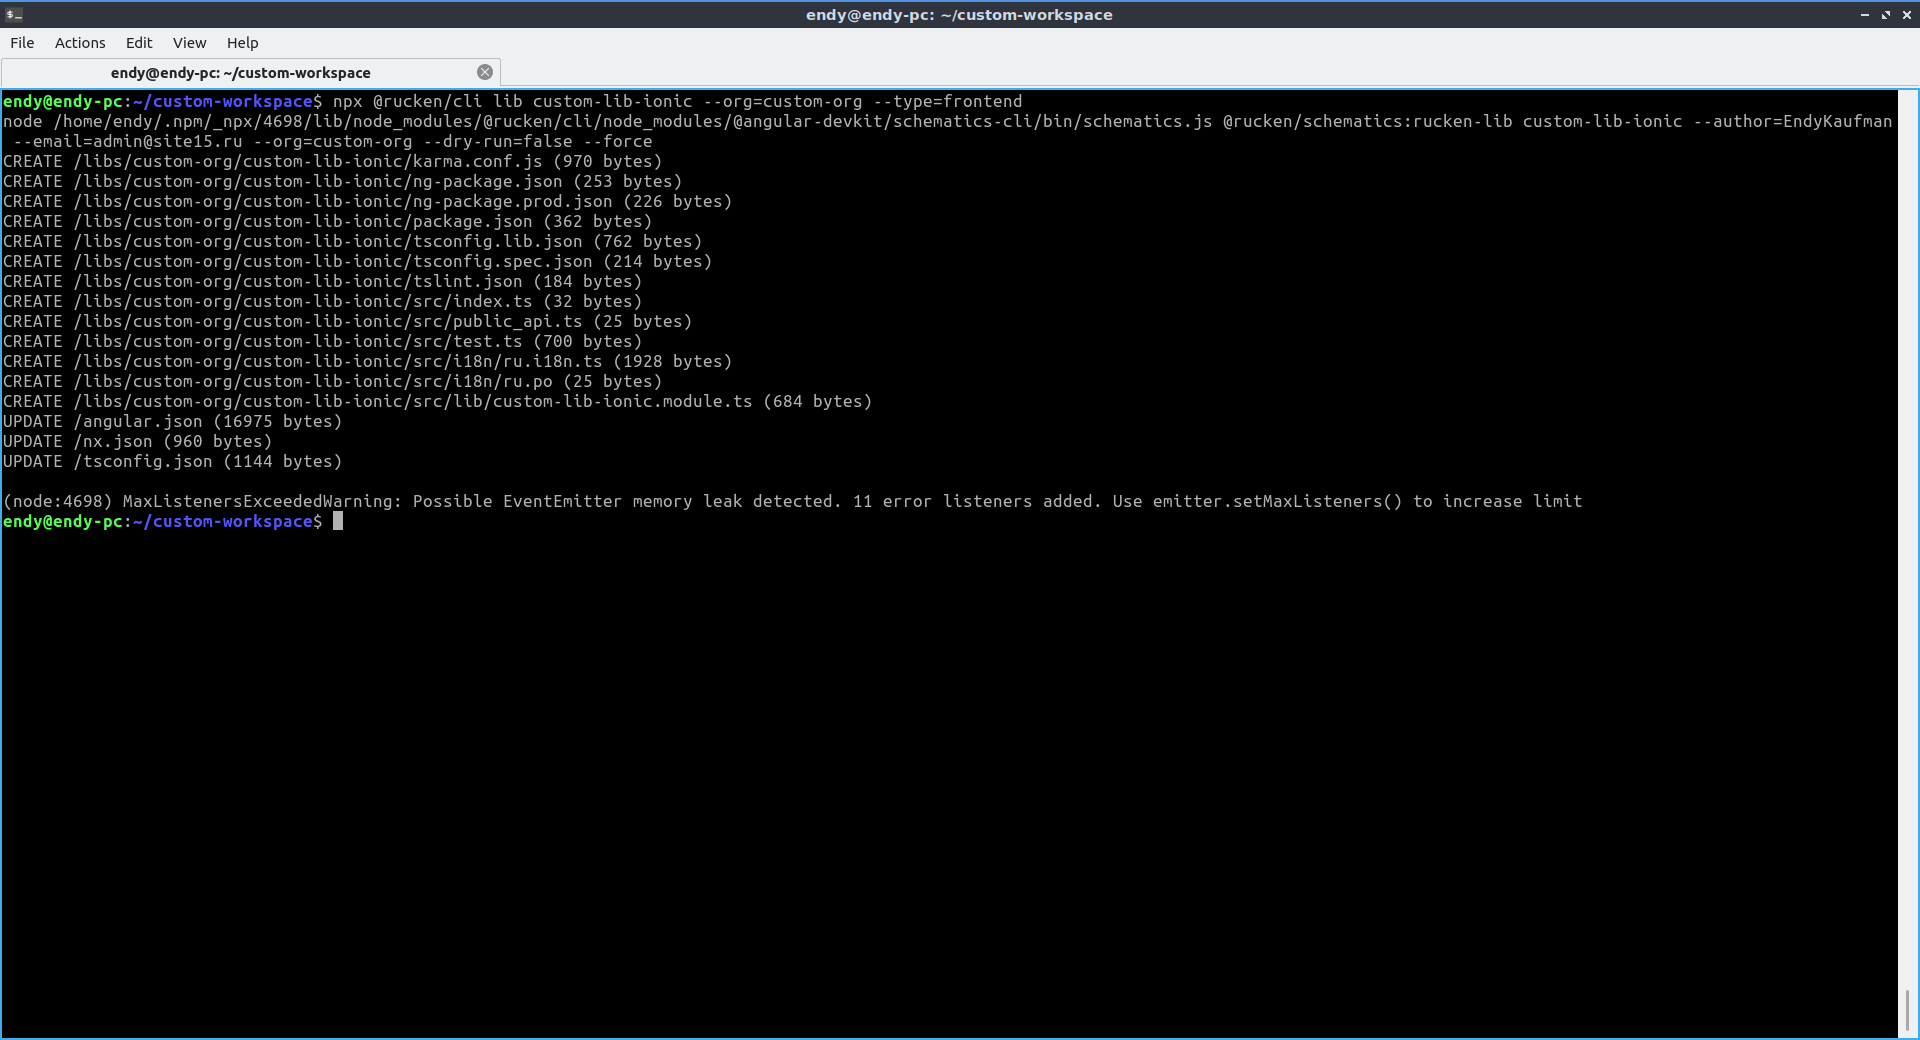 endy@endy-pc: ~/custom-workspace
File Actions Edit View Help
endy@endy-pc: ~/custom-workspace
endy@endy-pc:~/custom-workspace$ npx @rucken/cli lib custom-lib-ionic --org=custom-org --type=frontend
node /home/endy/.npm/_npx/4698/lib/node_modules/@rucken/cli/node_modules/@angular-devkit/schematics-cli/bin/schematics.js @rucken/schematics:rucken-lib custom-lib-ionic --author=EndyKaufman
--email=admin@site15.ru --org=custom-org --dry-run=false --force
CREATE /libs/custom-org/custom-lib-ionic/karma.conf.js (970 bytes)
CREATE /libs/custom-org/custom-lib-ionic/ng-package.json (253 bytes)
CREATE /libs/custom-org/custom-lib-ionic/ng-package.prod.json (226 bytes)
CREATE /libs/custom-org/custom-lib-ionic/package.json (362 bytes)
CREATE /libs/custom-org/custom-lib-ionic/tsconfig.lib.json (762 bytes)
CREATE /libs/custom-org/custom-lib-ionic/tsconfig.spec.json (214 bytes)
CREATE /libs/custom-org/custom-lib-ionic/tslint.json (184 bytes)
CREATE /libs/custom-org/custom-lib-ionic/src/index.ts (32 bytes)
CREATE /libs/custom-org/custom-lib-ionic/src/public_api.ts (25 bytes)
CREATE /libs/custom-org/custom-lib-ionic/src/test.ts (700 bytes)
CREATE /libs/custom-org/custom-lib-ionic/src/i18n/ru.i18n.ts (1928 bytes)
CREATE /libs/custom-org/custom-lib-ionic/src/i18n/ru.po (25 bytes)
CREATE /libs/custom-org/custom-lib-ionic/src/lib/custom-lib-ionic.module.ts (684 bytes)
UPDATE /angular.json (16975 bytes)
UPDATE /nx.json (960 bytes)
UPDATE /tsconfig.json (1144 bytes)
(node:4698) MaxListenersExceededWarning: Possible EventEmitter memory leak detected. 11 error listeners added. Use emitter.setMaxListeners() to increase limit
endy@endy-pc:~/custom-workspace$